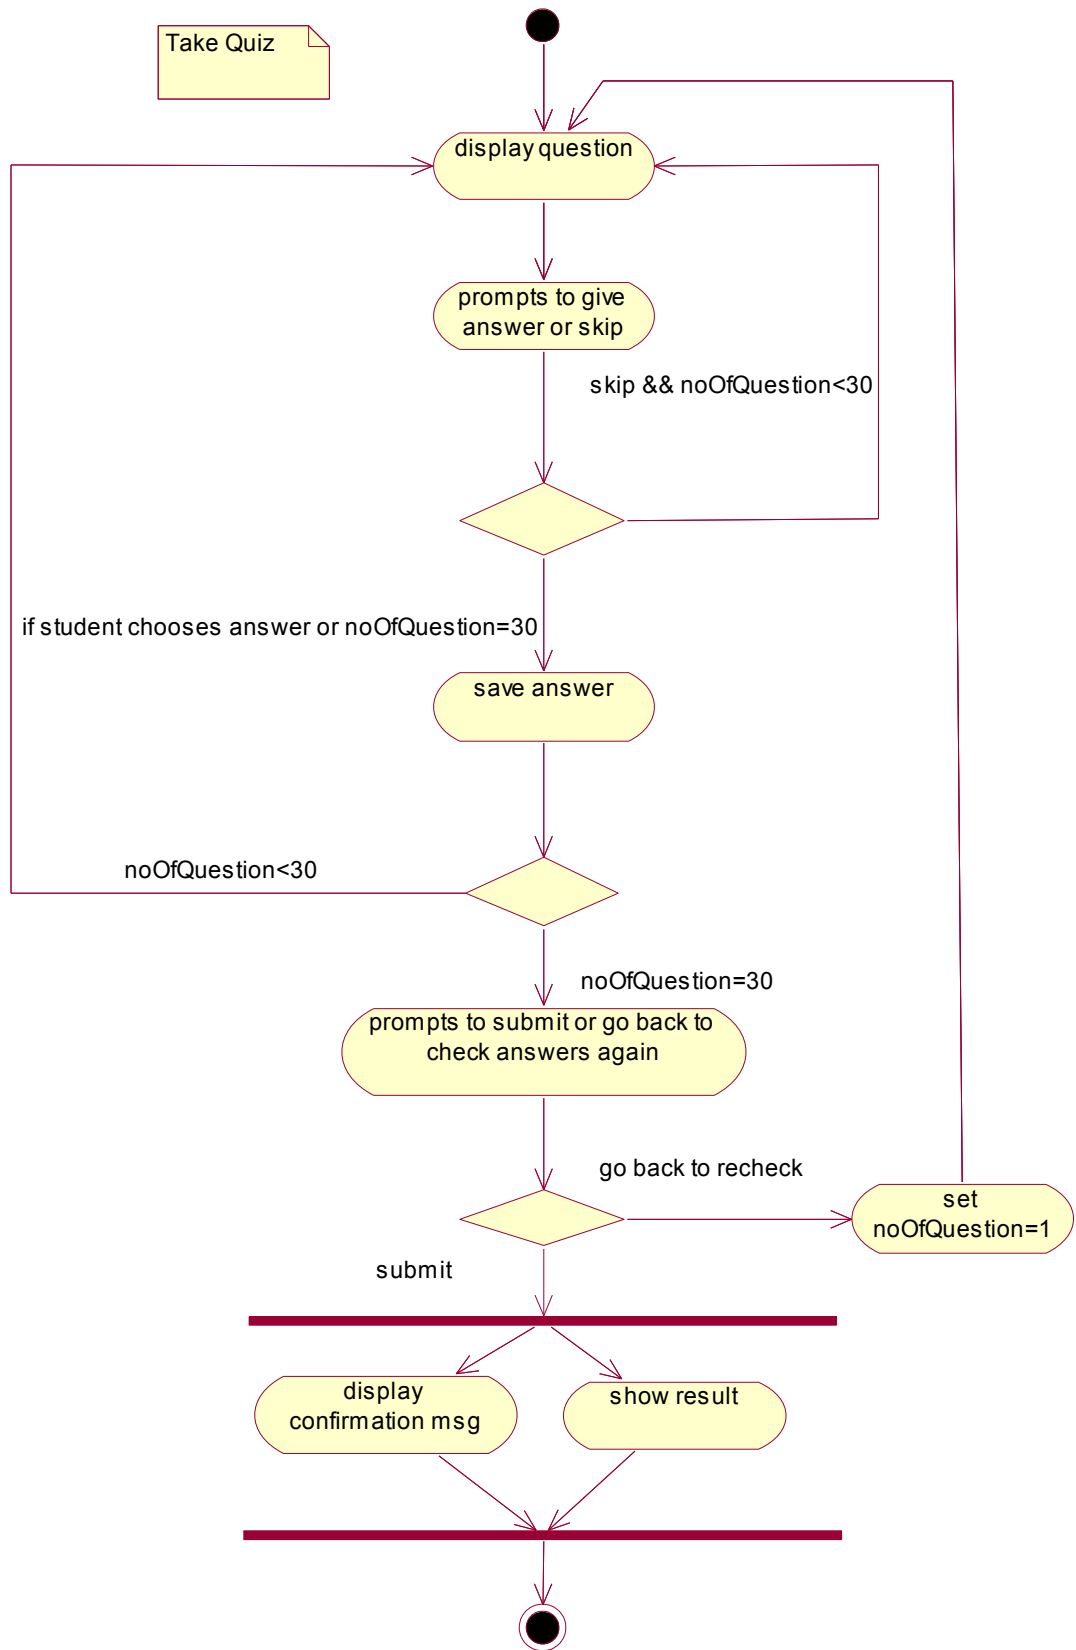 Take Quiz
display question
prompts to give
answer or skip
skip && noOfQuestion<30
if student chooses answer or noOfQuestion=30
save answer
noOfQuestion<30
noOfQuestion=30
prompts to submit or go back to
check answers again
go back to recheck
set
noOfQuestion=1
submit
display
confirmation msg
show result